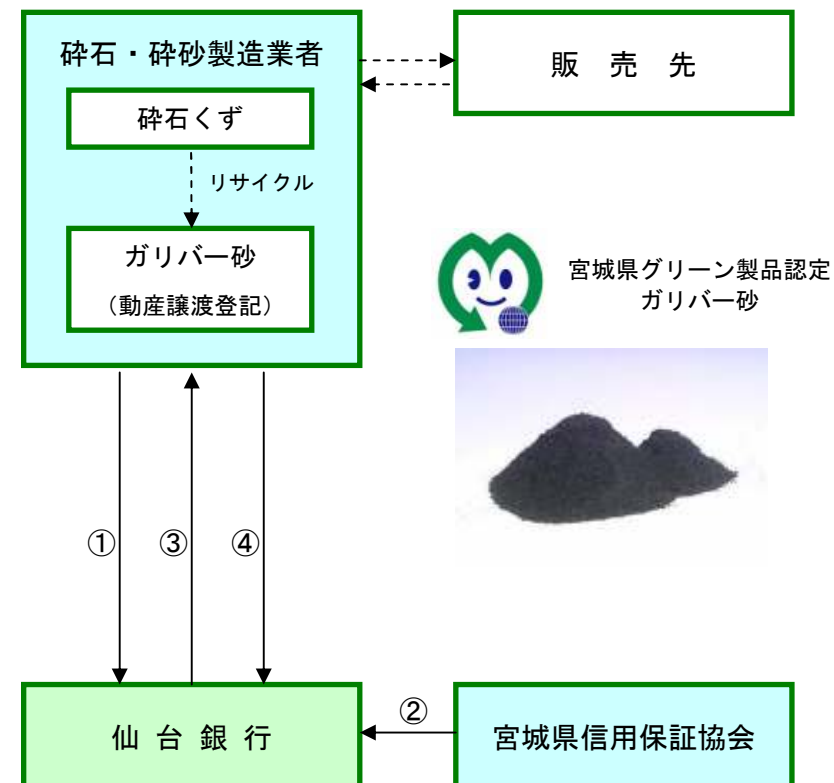 砕石・砕砂製造業者
販 売 先
砕石くず
リサイクル
ガリバー砂
（動産譲渡登記）
宮城県グリーン製品認定
ガリバー砂
①
③
④
仙 台 銀 行
②
宮城県信用保証協会